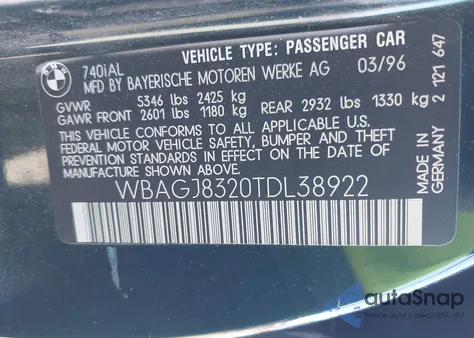 VEHICLE TYPE: PASSENGER CAR
740iAL
MFD BY BAYERISCHE MOTOREN WERKE AG 03/96
GVWR 5346 lbs 2425 kg
GAWR FRONT 2601 lbs 1180 kg REAR 2932 lbs 1330 kg
THIS VEHICLE CONFORMS TO ALL APPLICABLE U.S.
FEDERAL MOTOR VEHICLE SAFETY, BUMPER AND THEFT
PREVENTION STANDARDS IN EFFECT ON THE DATE OF
MANUFACTURE SHOWN ABOVE.
WBAGJ8320TDL38922
MADE IN GERMANY
2 121 647
autoSnap